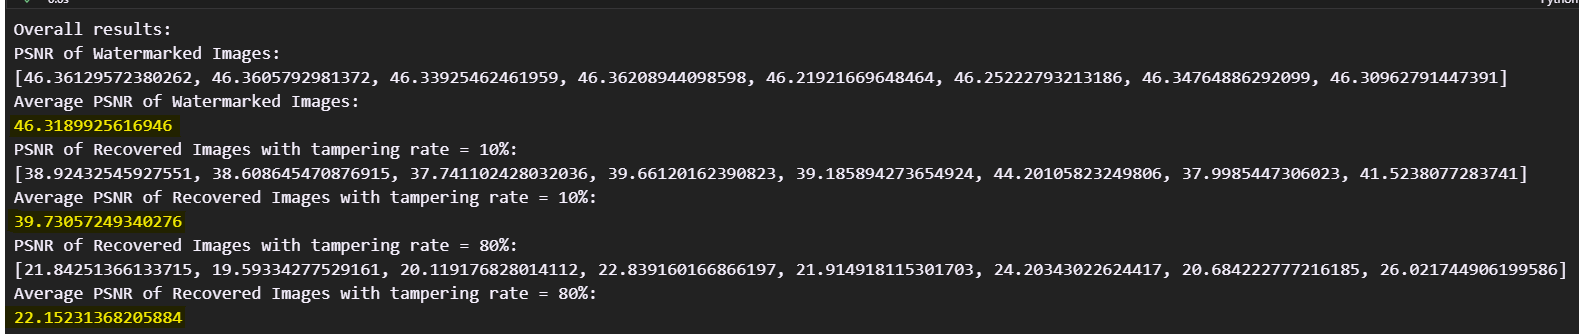 Overall results:
PSNR of Watermarked Images:
[46.36129572380262, 46.3605792981372, 46.33925462461959, 46.36208944098598, 46.21921669648464, 46.25222793213186, 46.34764886292099, 46.30962791447391]
Average PSNR of Watermarked Images:
46.3189925616946
PSNR of Recovered Images with tampering rate = 10%:
[38.92432545927551, 38.608645470876915, 37.741102428032036, 39.66120162390823, 39.185894273654924, 44.20105823249806, 37.9985447306023, 41.5238077283741]
Average PSNR of Recovered Images with tampering rate = 10%:
39.73057249340276
PSNR of Recovered Images with tampering rate = 80%:
[21.84251366133715, 19.59334277529161, 20.119176828014112, 22.839160166866197, 21.914918115301703, 24.20343022624417, 20.684222777216185, 26.021744906199586]
Average PSNR of Recovered Images with tampering rate = 80%:
22.15231368205884